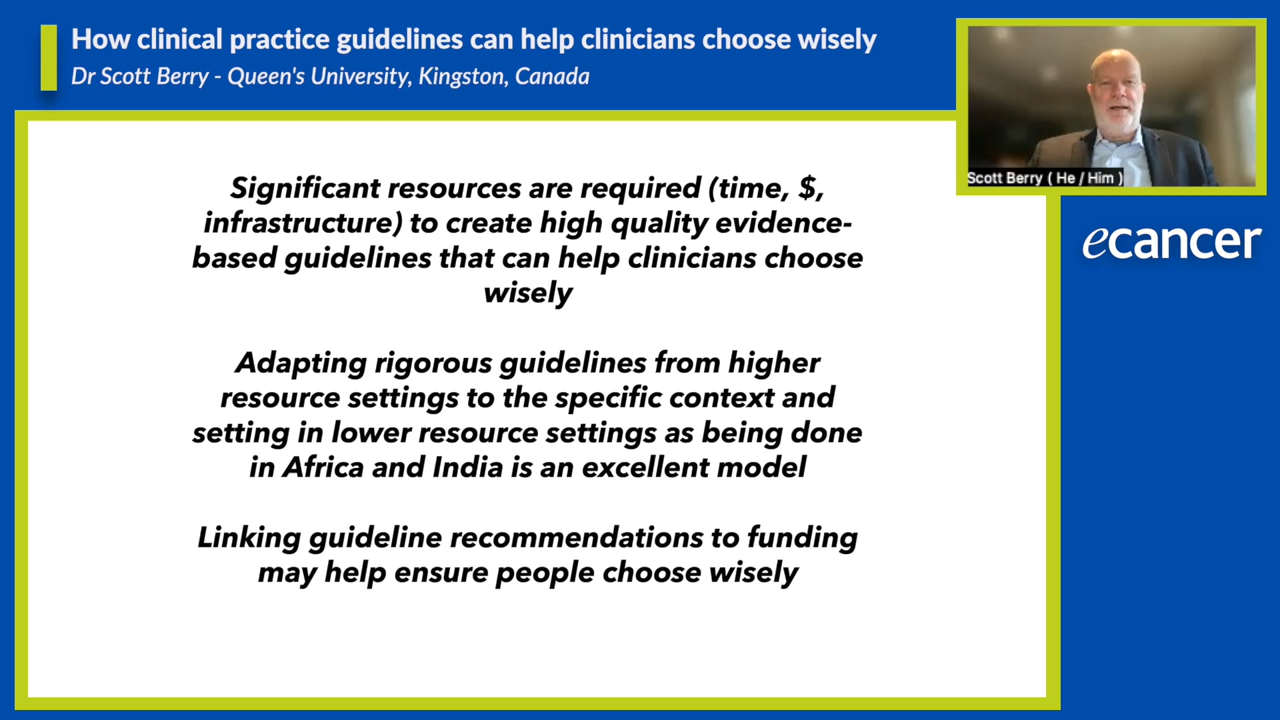 How clinical practice guidelines can help clinicians choose wisely
Dr Scott Berry - Queen's University, Kingston, Canada
Scott Berry ( He / Him )
ecancer
Significant resources are required (time, $,
infrastructure) to create high quality evidence-
based guidelines that can help clinicians choose
wisely
Adapting rigorous guidelines from higher
resource settings to the specific context and
setting in lower resource settings as being done
in Africa and India is an excellent model
Linking guideline recommendations to funding
may help ensure people choose wisely